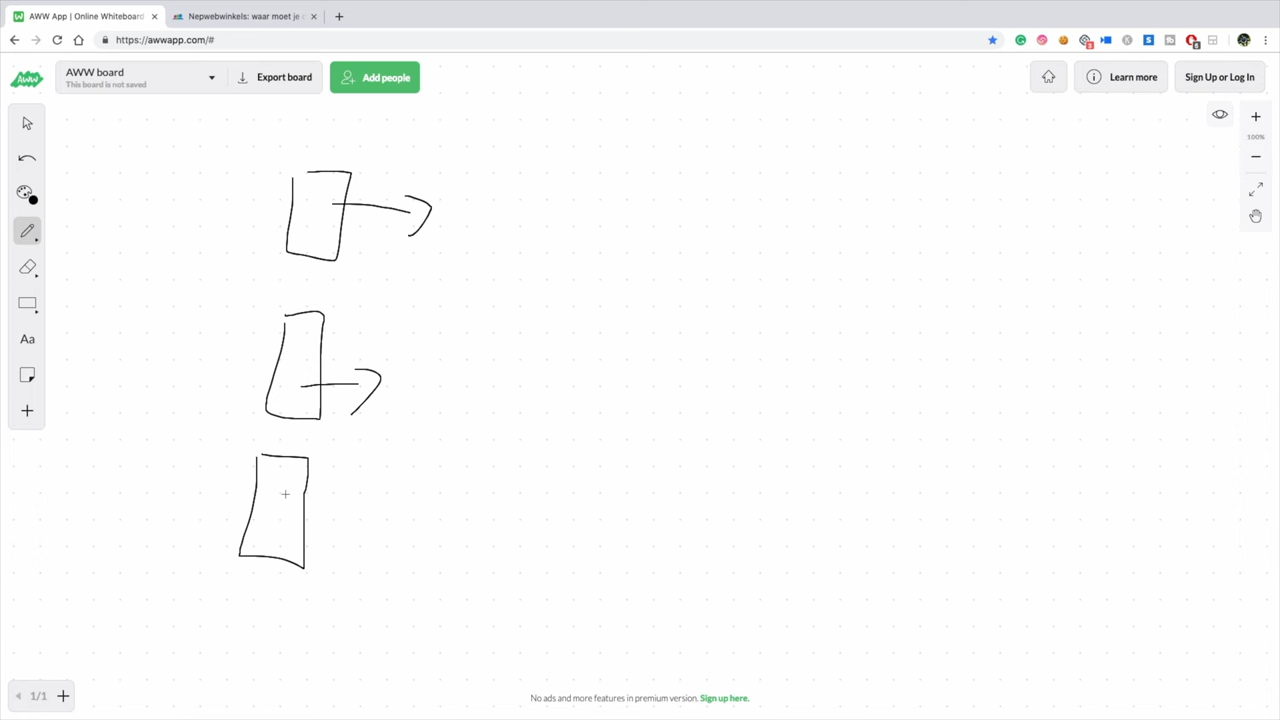 AWW App | Online Whiteboard
Nepwebwinkels: waar moet je
https://awwapp.com/#
AWW
AWW board
This board is not saved
Export board
Add people
Learn more
Sign Up or Log In
100%
Aa
1/1
No ads and more features in premium version. Sign up here.